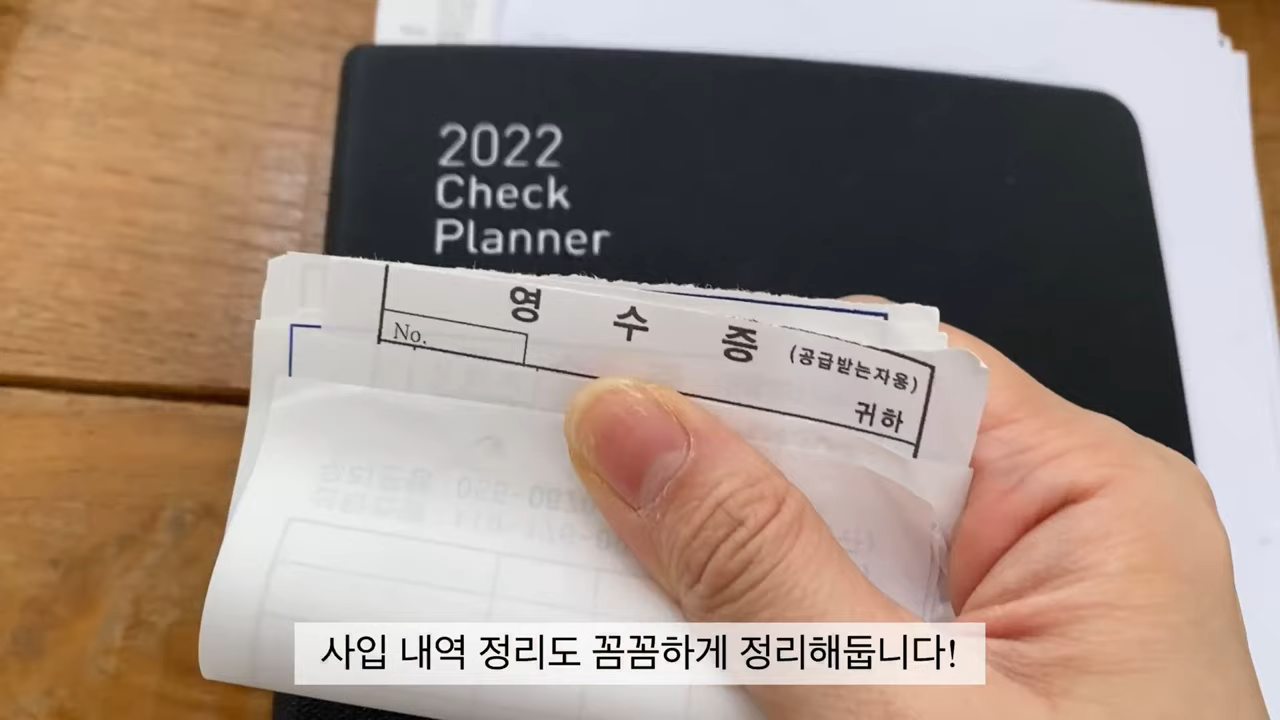 2022
Check
Planner
영 수 증 (공급받는자용)
No.
귀하
사입 내역 정리도 꼼꼼하게 정리해둡니다!